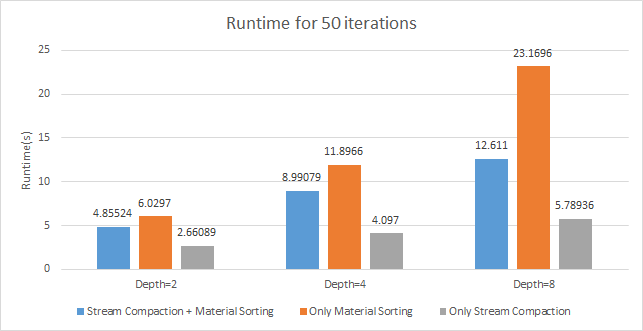 Runtime for 50 iterations
Runtime(s)
25
20
15
10
5
0
4.85524
6.0297
2.66089
8.99079
11.8966
4.097
12.611
23.1696
5.78936
Depth=2
Depth=4
Depth=8
Stream Compaction + Material Sorting
Only Material Sorting
Only Stream Compaction